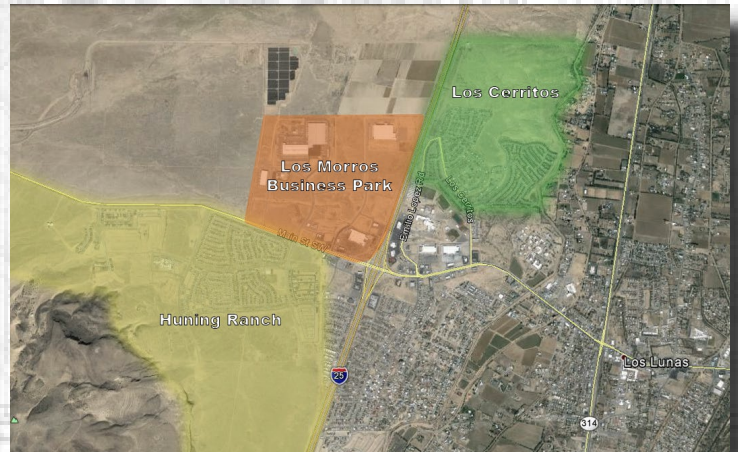 Los Cerritos
Los Morros
Business Park
Emilio Lopez Rd
Los Cerritos
Main St SW
Huning Ranch
25
Los Lunas
314